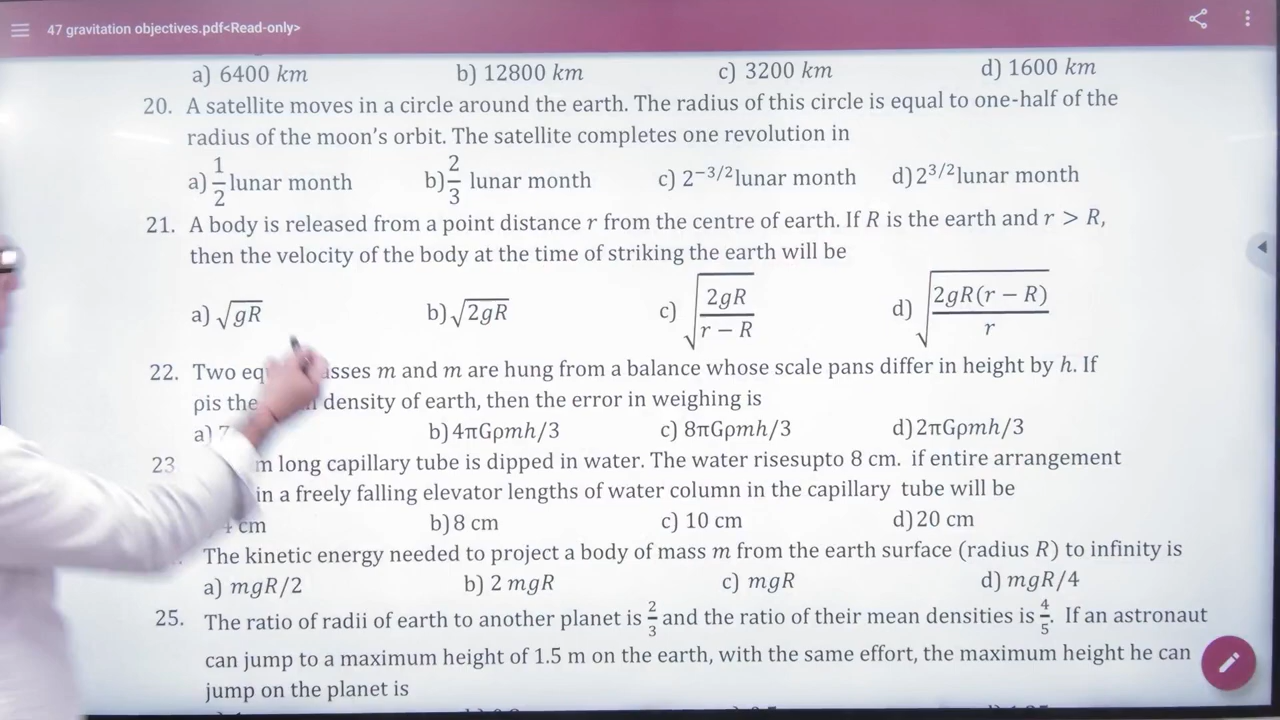 47 gravitation objectives.pdf<Read-only>
a) 6400 km b) 12800 km c) 3200 km d) 1600 km
20. A satellite moves in a circle around the earth. The radius of this circle is equal to one-half of the
radius of the moon's orbit. The satellite completes one revolution in
a) 1/2 lunar month b) 2/3 lunar month c) 2^{-3/2} lunar month d) 2^{3/2} lunar month
21. A body is released from a point distance r from the centre of earth. If R is the earth and r > R,
then the velocity of the body at the time of striking the earth will be
a) √(gR) b) √(2gR) c) √(2gR/(r − R)) d) √(2gR(r − R)/r)
22. Two masses m and m are hung from a balance whose scale pans differ in height by h. If
ρis the density of earth, then the error in weighing is
a) b) 4πGρmh/3 c) 8πGρmh/3 d) 2πGρmh/3
23 m long capillary tube is dipped in water. The water risesupto 8 cm. if entire arrangement
in a freely falling elevator lengths of water column in the capillary tube will be
cm b) 8 cm c) 10 cm d) 20 cm
The kinetic energy needed to project a body of mass m from the earth surface (radius R) to infinity is
a) mgR/2 b) 2 mgR c) mgR d) mgR/4
25. The ratio of radii of earth to another planet is 2/3 and the ratio of their mean densities is 4/5. If an astronaut
can jump to a maximum height of 1.5 m on the earth, with the same effort, the maximum height he can
jump on the planet is